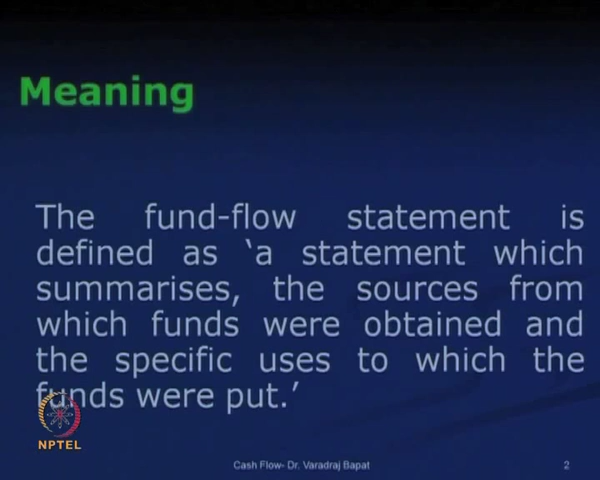 Meaning
The fund-flow statement is
defined as ‘a statement which
summarises, the sources from
which funds were obtained and
the specific uses to which the
funds were put.’
NPTEL
Cash Flow- Dr. Varadraj Bapat
2